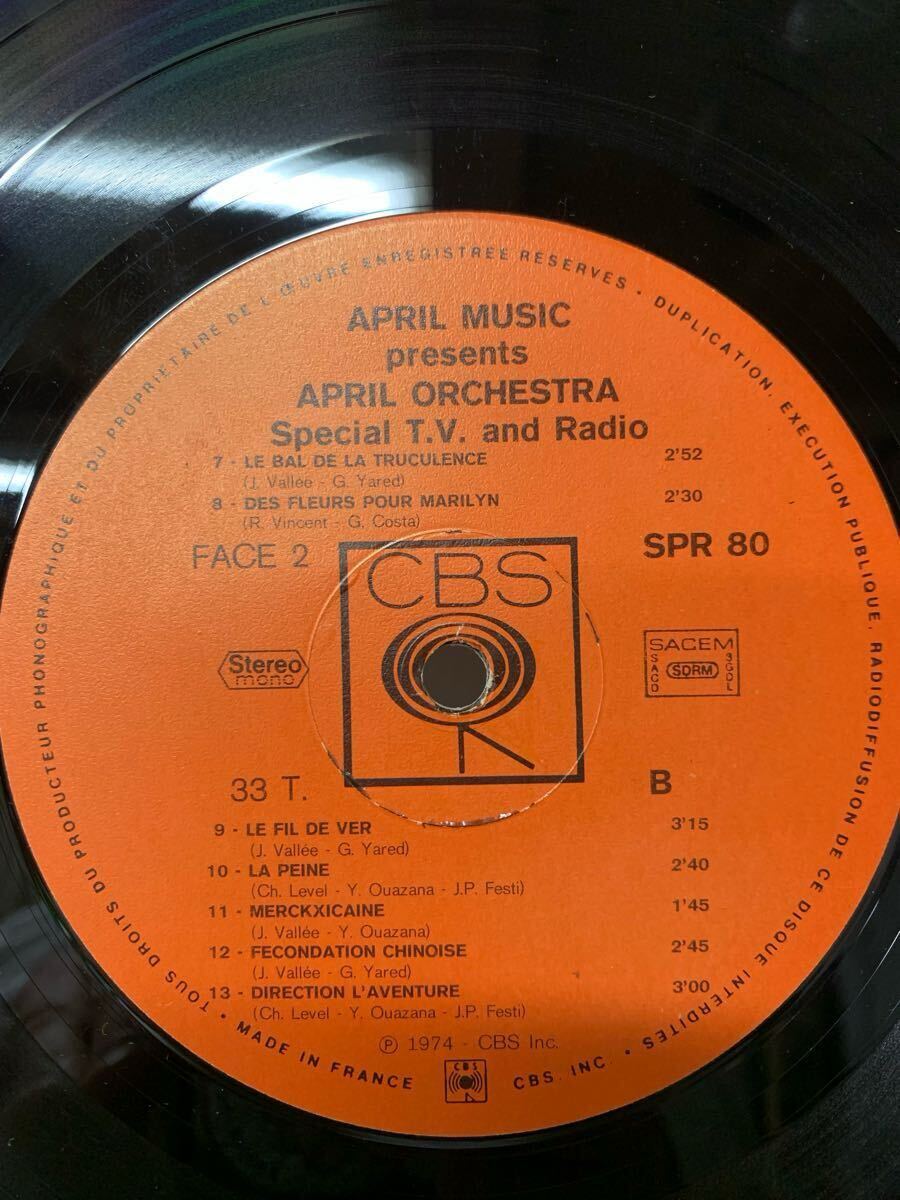 TOUS DROITS DU PRODUCTEUR PHONOGRAPHIQUE ET DU PROPRIETAIRE DE L'ŒUVRE ENREGISTREE RESERVES • DUPLICATION, EXECUTION PUBLIQUE, RADIODIFFUSION DE CE DISQUE INTERDITES •
APRIL MUSIC
presents
APRIL ORCHESTRA
Special T.V. and Radio
7 - LE BAL DE LA TRUCULENCE 2'52
(J. Vallée - G. Yared)
8 - DES FLEURS POUR MARILYN 2'30
(R. Vincent - G. Costa)
FACE 2 SPR 80
CBS
Stereo
mono
SACEM
SACD SDRM SGDL
33 T. B
9 - LE FIL DE VER 3'15
(J. Vallée - G. Yared)
10 - LA PEINE 2'40
(Ch. Level - Y. Ouazana - J.P. Festi)
11 - MERCKXICAINE 1'45
(J. Vallée - Y. Ouazana)
12 - FECONDATION CHINOISE 2'45
(J. Vallée - G. Yared)
13 - DIRECTION L'AVENTURE 3'00
(Ch. Level - Y. Ouazana - J.P. Festi)
℗ 1974 - CBS Inc.
• MADE IN FRANCE CBS CBS. INC. •